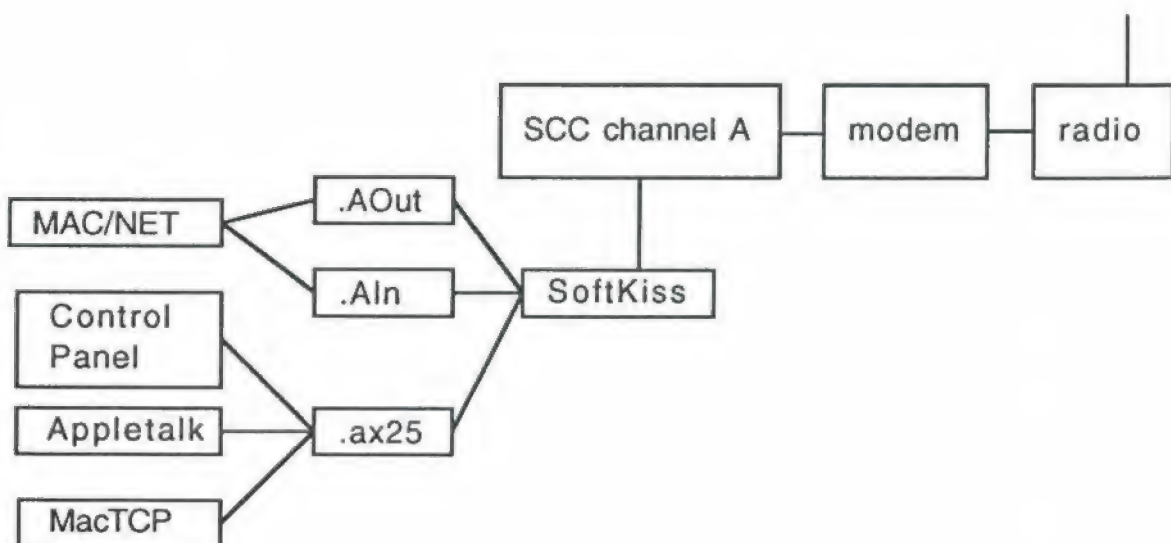 SCC channel A
modem
radio
MAC/NET
.AOut
.AIn
SoftKiss
Control
Panel
Appletalk
.ax25
MacTCP